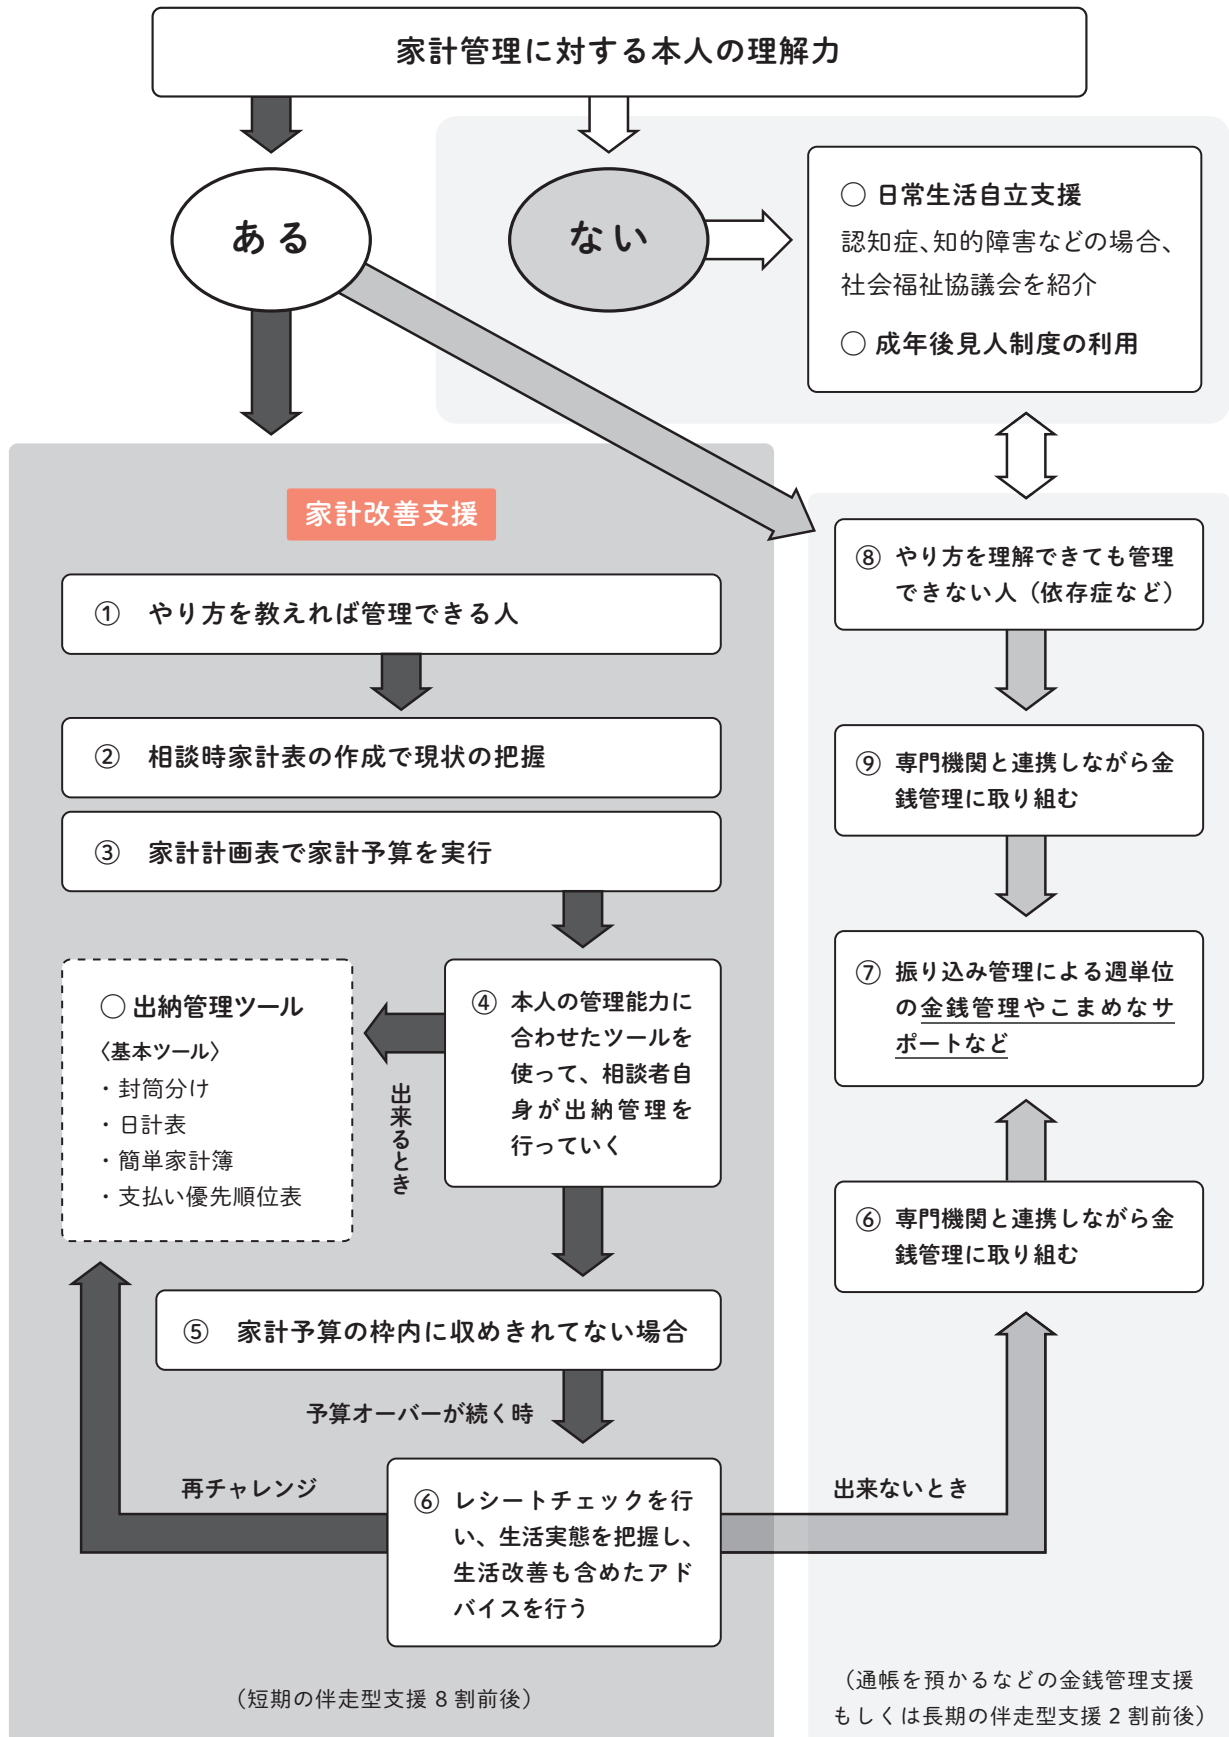 家計管理に対する本人の理解力
ある
ない
○ 日常生活自立支援
認知症、知的障害などの場合、
社会福祉協議会を紹介
○ 成年後見人制度の利用
家計改善支援
① やり方を教えれば管理できる人
② 相談時家計表の作成で現状の把握
③ 家計計画表で家計予算を実行
④ 本人の管理能力に
合わせたツールを
使って、相談者自
身が出納管理を
行っていく
出来るとき
○ 出納管理ツール
〈基本ツール〉
・封筒分け
・日計表
・簡単家計簿
・支払い優先順位表
⑤ 家計予算の枠内に収めきれてない場合
予算オーバーが続く時
再チャレンジ
⑥ レシートチェックを行
い、生活実態を把握し、
生活改善も含めたアド
バイスを行う
出来ないとき
（短期の伴走型支援 8 割前後）
⑧ やり方を理解できても管理
できない人（依存症など）
⑨ 専門機関と連携しながら金
銭管理に取り組む
⑦ 振り込み管理による週単位
の金銭管理やこまめなサ
ポートなど
⑥ 専門機関と連携しながら金
銭管理に取り組む
（通帳を預かるなどの金銭管理支援
もしくは長期の伴走型支援 2 割前後）